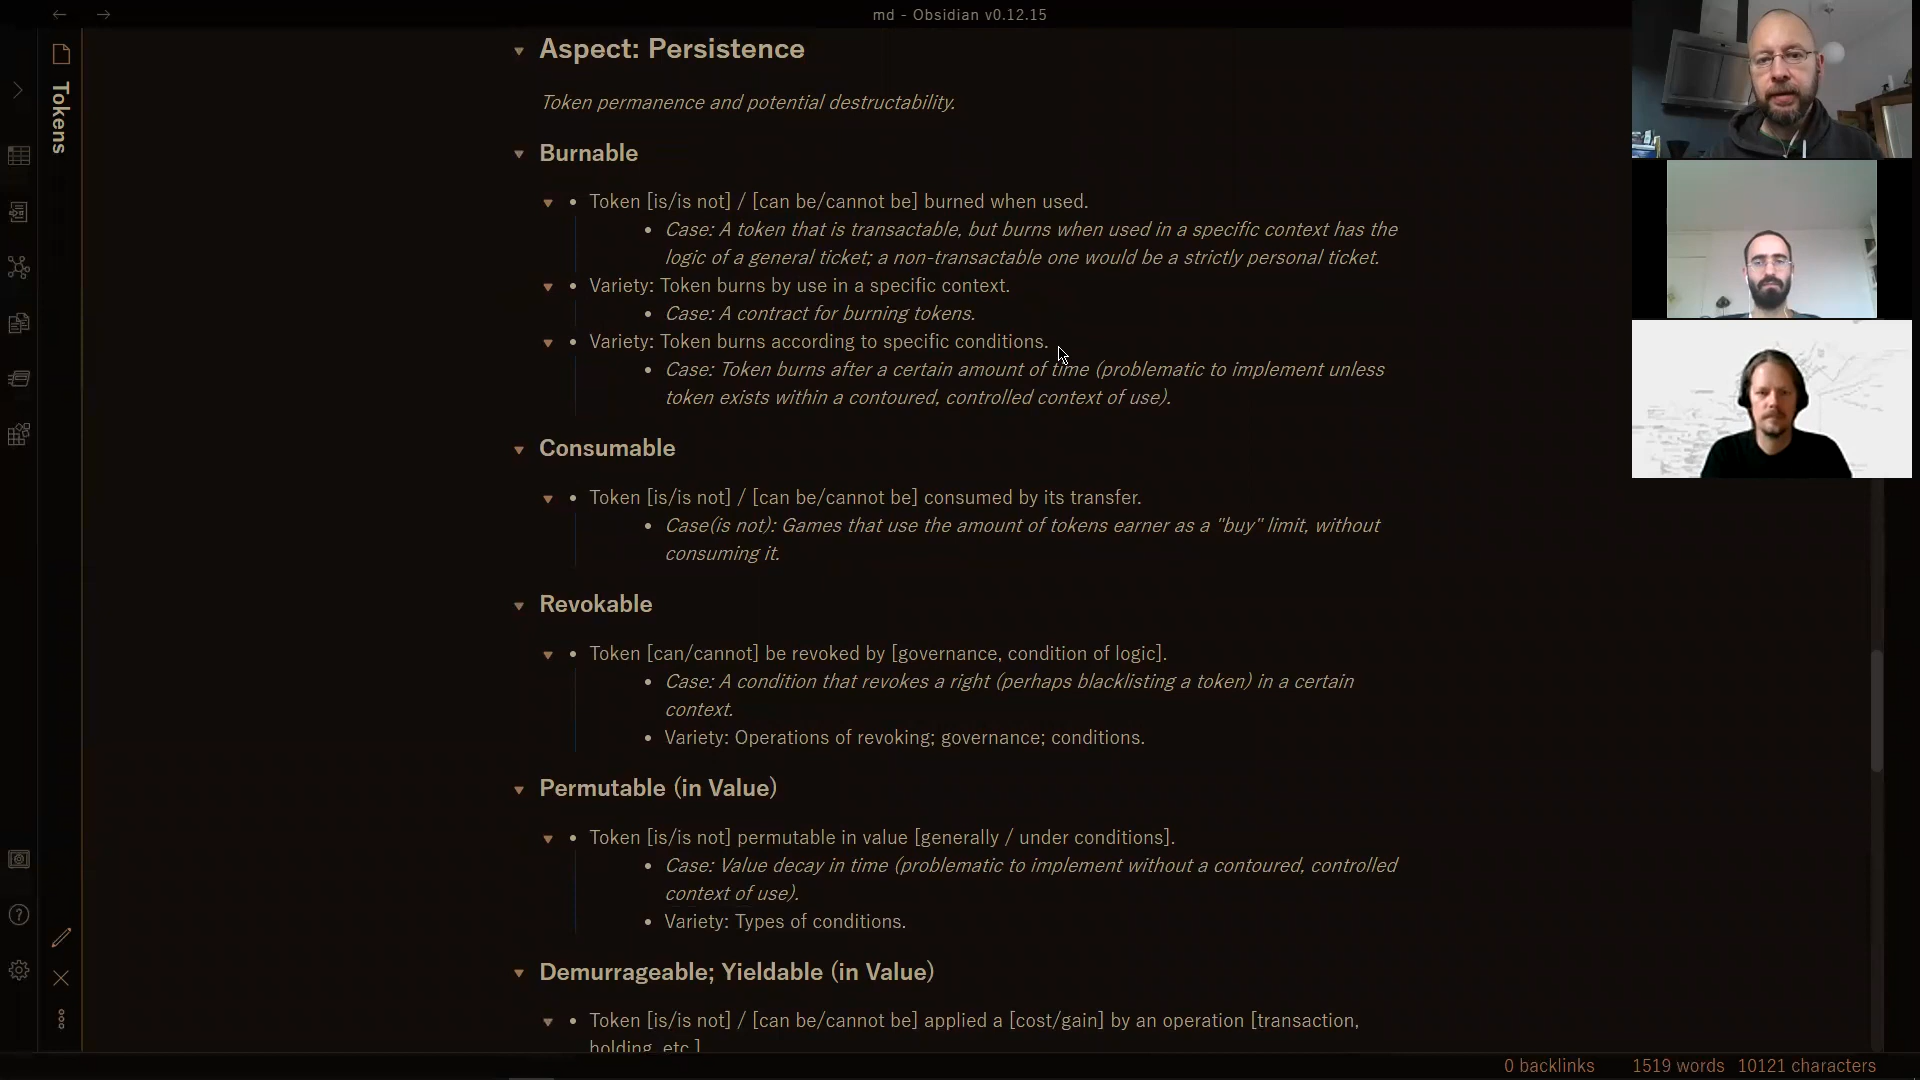 md - Obsidian v0.12.15
Tokens
Aspect: Persistence
Token permanence and potential destructability.
Burnable
Token [is/is not] / [can be/cannot be] burned when used.
Case: A token that is transactable, but burns when used in a specific context has the
logic of a general ticket; a non-transactable one would be a strictly personal ticket.
Variety: Token burns by use in a specific context.
Case: A contract for burning tokens.
Variety: Token burns according to specific conditions.
Case: Token burns after a certain amount of time (problematic to implement unless
token exists within a contoured, controlled context of use).
Consumable
Token [is/is not] / [can be/cannot be] consumed by its transfer.
Case(is not): Games that use the amount of tokens earner as a "buy" limit, without
consuming it.
Revokable
Token [can/cannot] be revoked by [governance, condition of logic].
Case: A condition that revokes a right (perhaps blacklisting a token) in a certain
context.
Variety: Operations of revoking; governance; conditions.
Permutable (in Value)
Token [is/is not] permutable in value [generally / under conditions].
Case: Value decay in time (problematic to implement without a contoured, controlled
context of use).
Variety: Types of conditions.
Demurrageable; Yieldable (in Value)
Token [is/is not] / [can be/cannot be] applied a [cost/gain] by an operation [transaction,
holding, etc.]
0 backlinks 1519 words 10121 characters